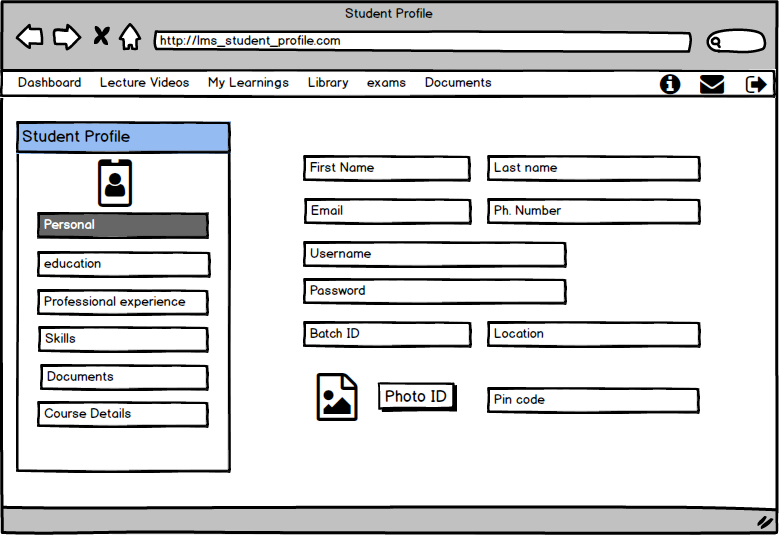 Student Profile
http://lms_student_profile.com
Dashboard Lecture Videos My Learnings Library exams Documents
Student Profile
Personal
education
Professional experience
Skills
Documents
Course Details
First Name Last name
Email Ph. Number
Username
Password
Batch ID Location
Photo ID Pin code